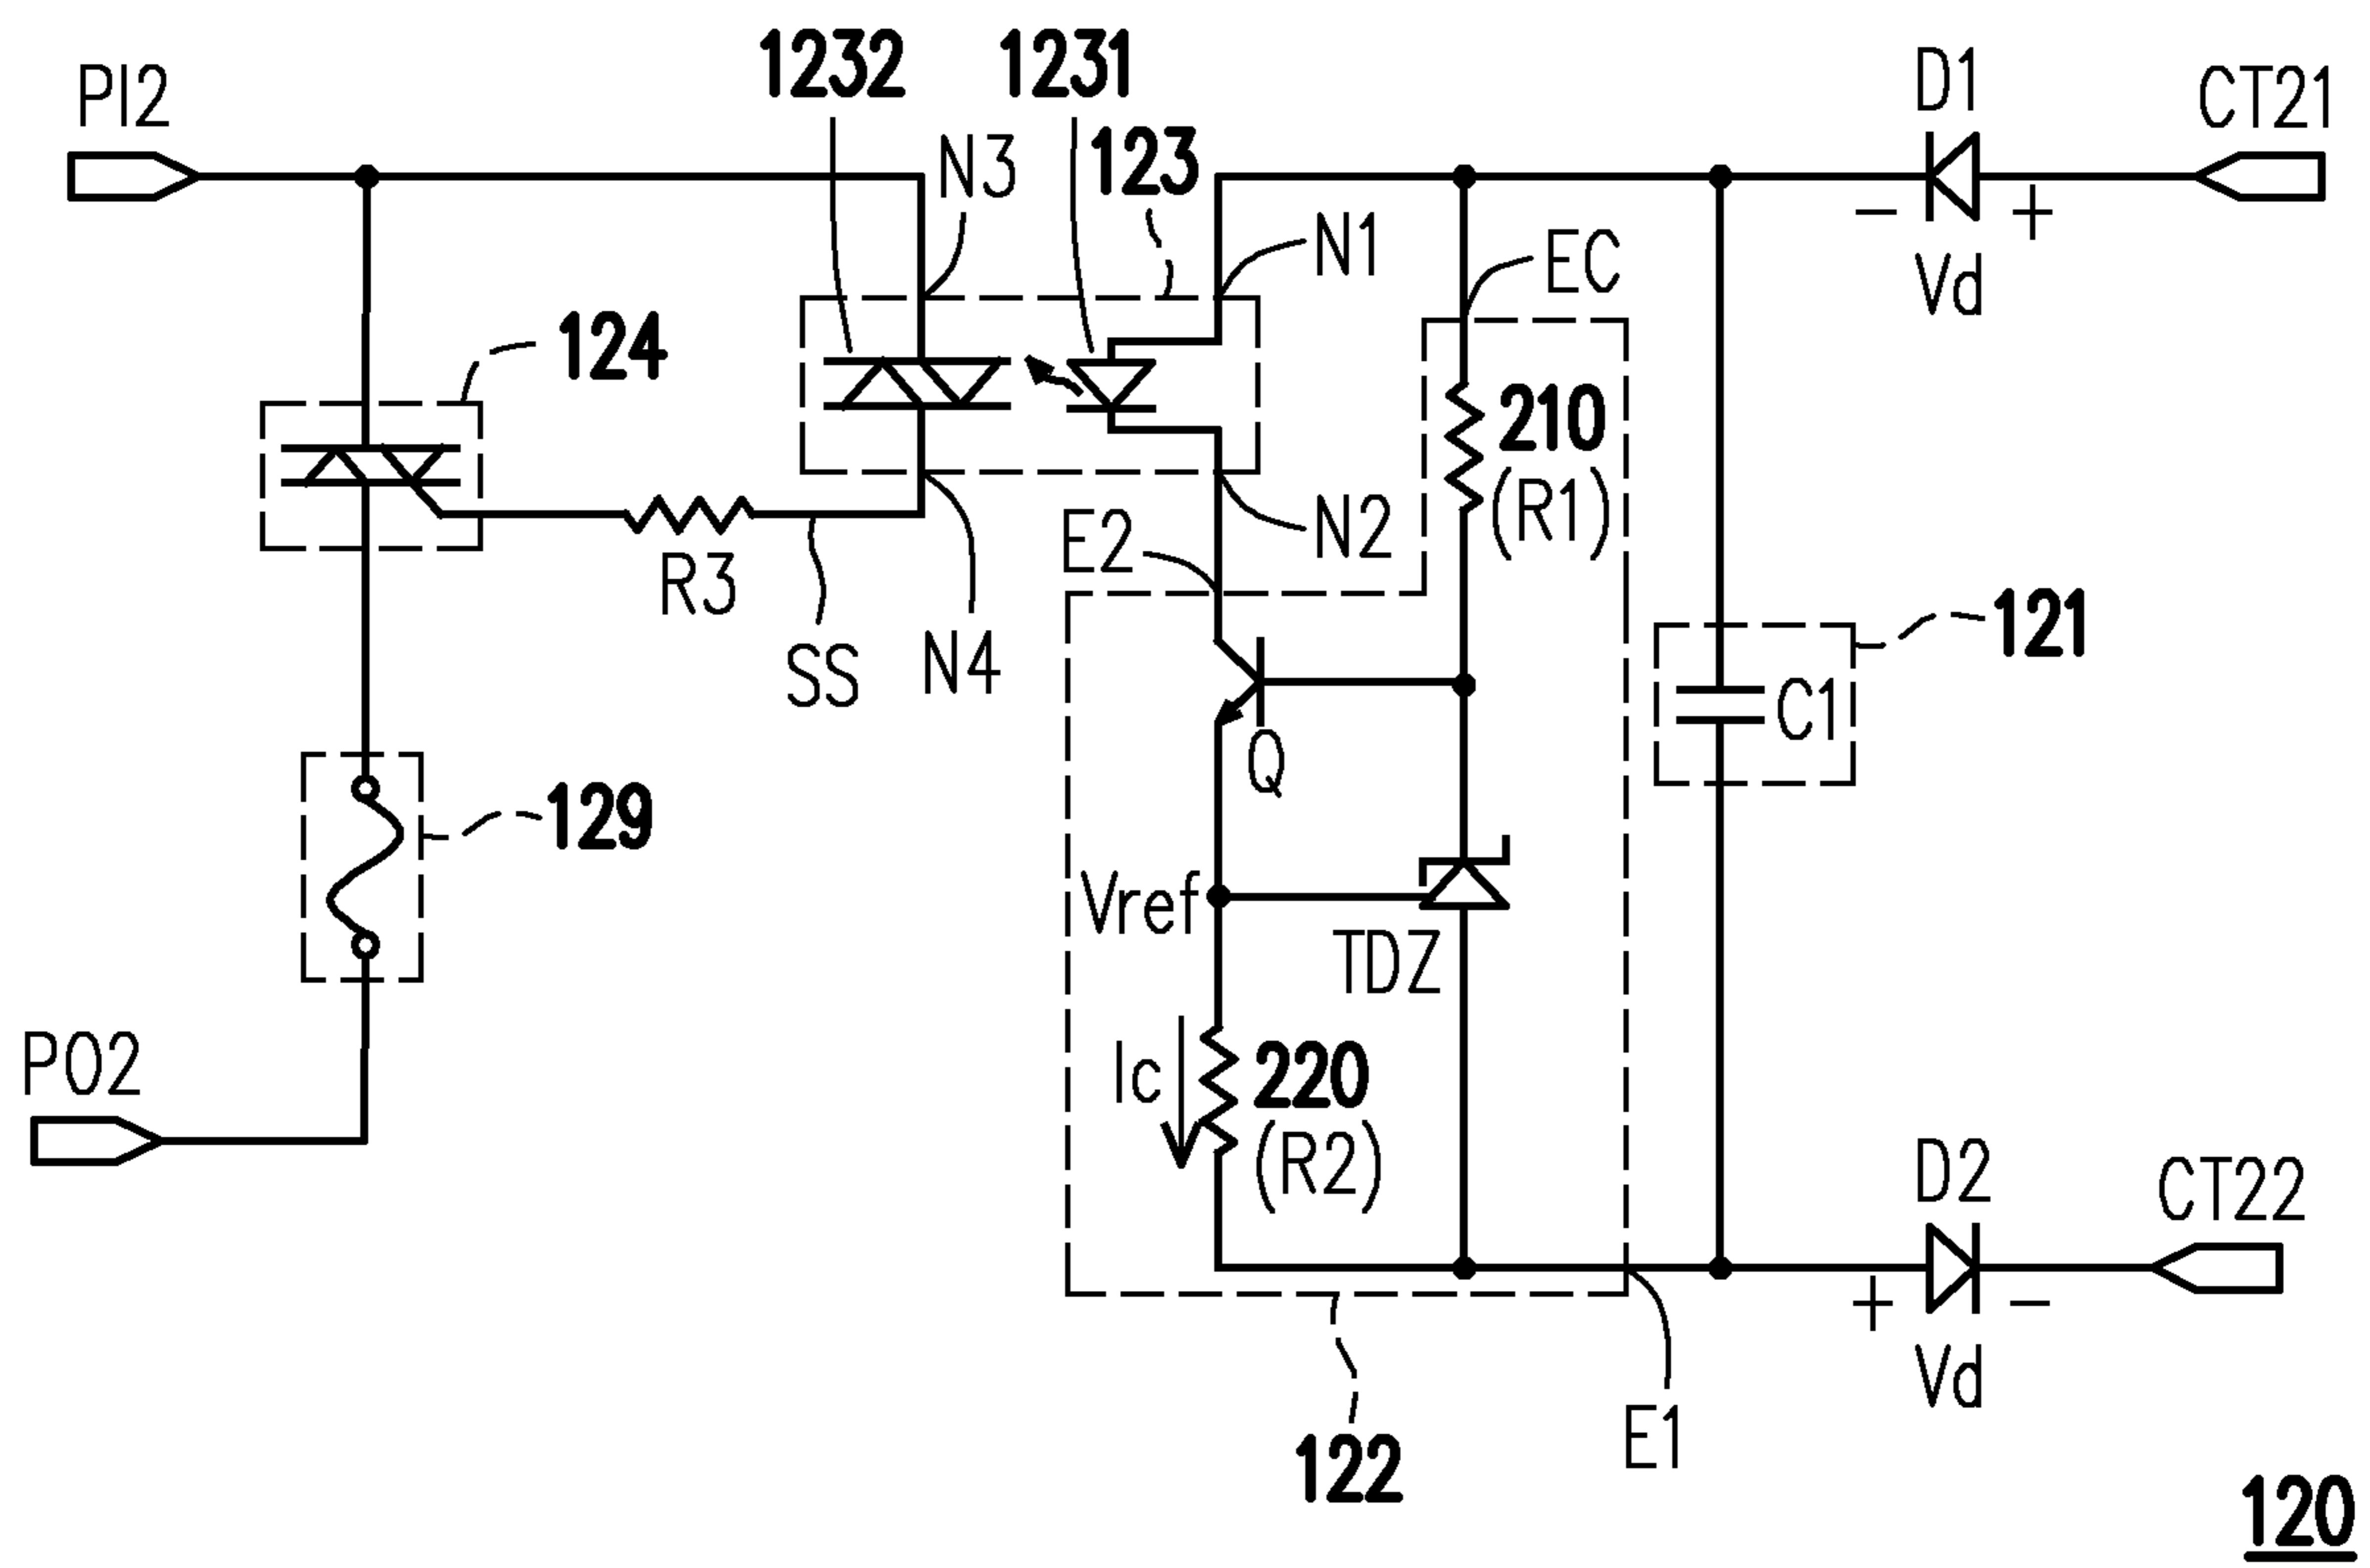 1232
1231
D1
PI2
CT21
123
N3
N1
EC
− +
Vd
124
210
(R1)
N2
E2
R3
121
SS
N4
C1
Q
129
Vref
TDZ
PO2
Ic
220
(R2)
D2
CT22
+ −
Vd
E1
122
120